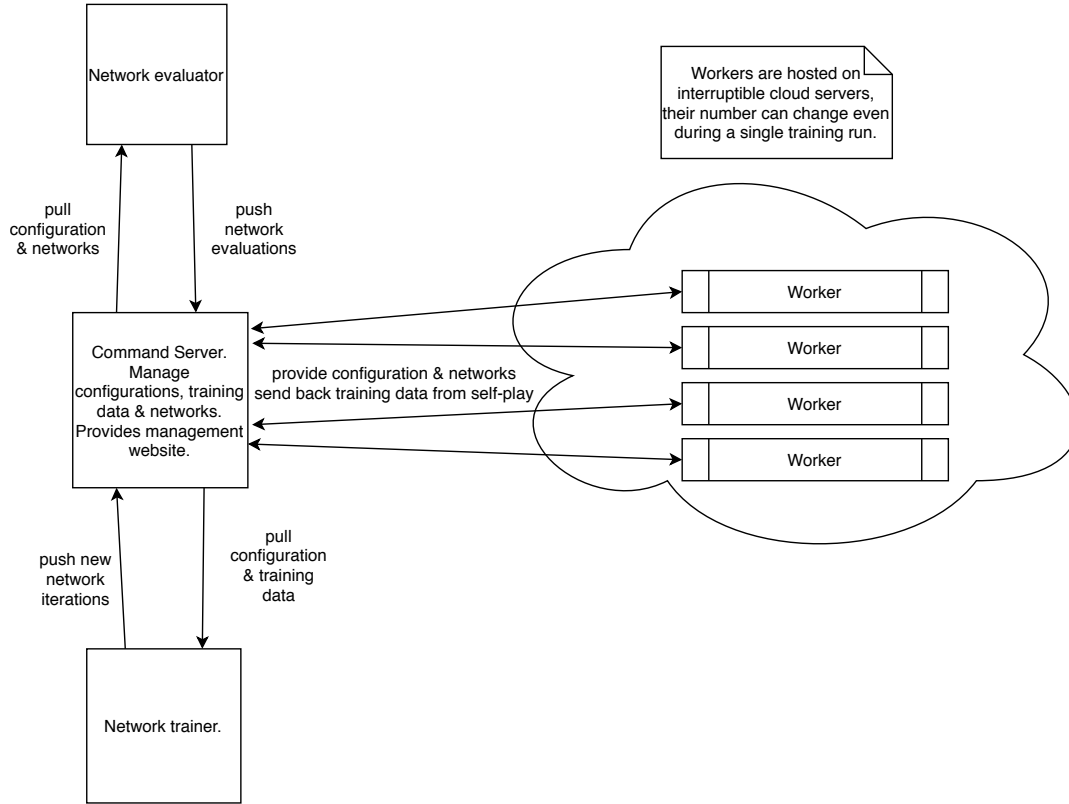 Network evaluator
Workers are hosted on
interruptible cloud servers,
their number can change even
during a single training run.
pull
configuration
& networks
push
network
evaluations
Worker
Worker
Worker
Worker
Command Server.
Manage
configurations, training
data & networks.
Provides management
website.
provide configuration & networks
send back training data from self-play
push new
network
iterations
pull
configuration
& training
data
Network trainer.